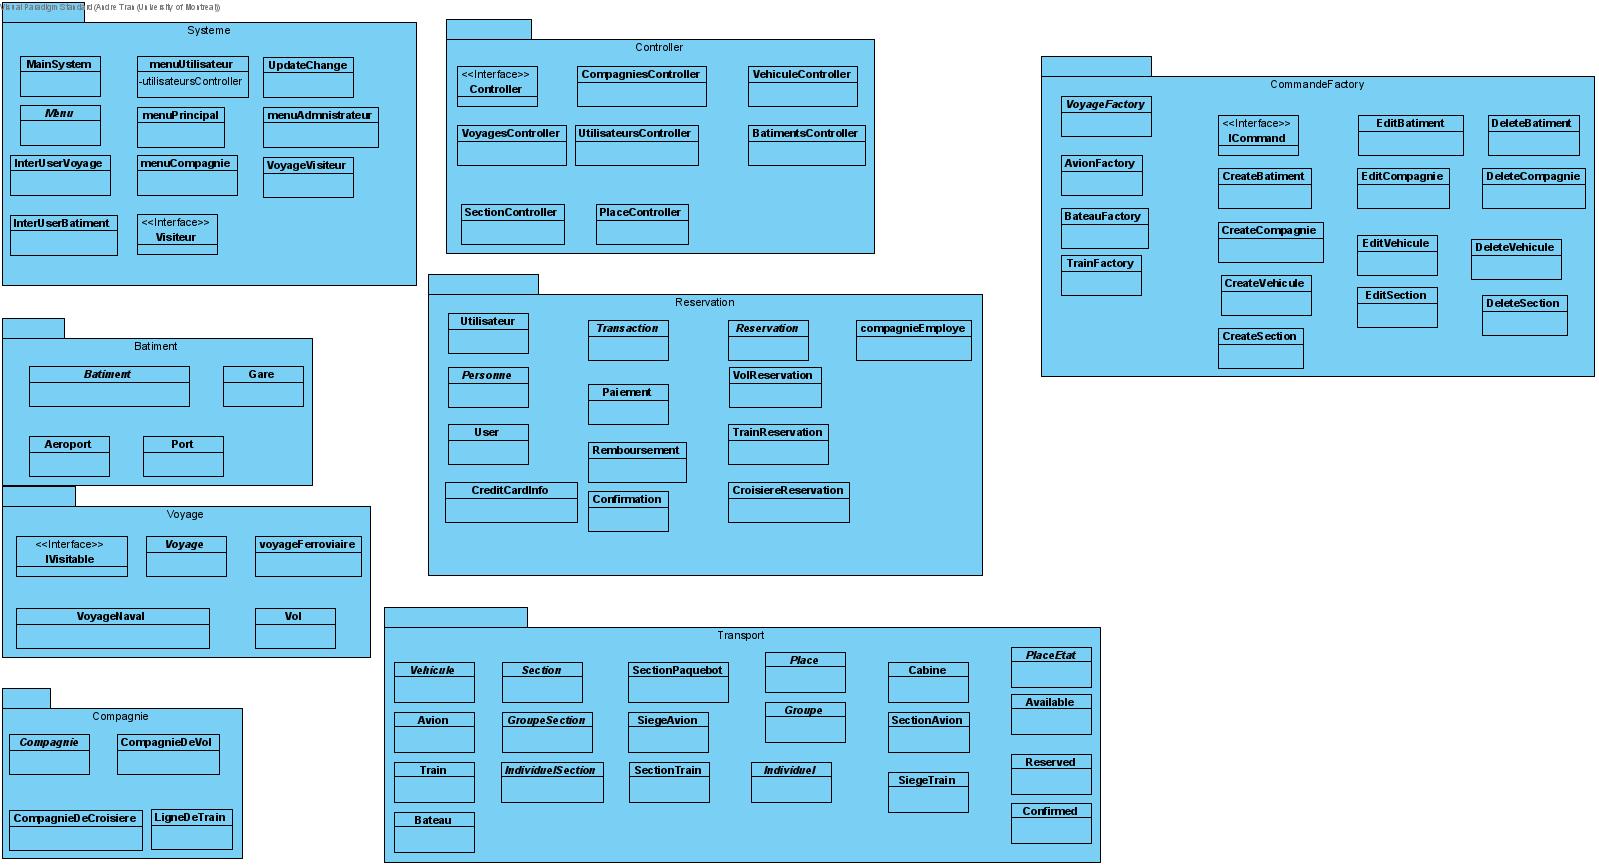 Visual Paradigm Standard(Andre Tran(University of Montreal))
Systeme
MainSystem
menuUtilisateur
-utilisateursController
UpdateChange
Menu
menuPrincipal
menuAdmnistrateur
InterUserVoyage
menuCompagnie
VoyageVisiteur
InterUserBatiment
<<Interface>>
Visiteur
Controller
<<Interface>>
Controller
CompagniesController
VehiculeController
VoyagesController
UtilisateursController
BatimentsController
SectionController
PlaceController
CommandeFactory
VoyageFactory
AvionFactory
BateauFactory
TrainFactory
<<Interface>>
ICommand
CreateBatiment
CreateCompagnie
CreateVehicule
CreateSection
EditBatiment
EditCompagnie
EditVehicule
EditSection
DeleteBatiment
DeleteCompagnie
DeleteVehicule
DeleteSection
Batiment
Batiment
Gare
Aeroport
Port
Reservation
Utilisateur
Personne
User
CreditCardInfo
Transaction
Paiement
Remboursement
Confirmation
Reservation
VolReservation
TrainReservation
CroisiereReservation
compagnieEmploye
Voyage
<<Interface>>
IVisitable
Voyage
voyageFerroviaire
VoyageNaval
Vol
Compagnie
Compagnie
CompagnieDeVol
CompagnieDeCroisiere
LigneDeTrain
Transport
Vehicule
Avion
Train
Bateau
Section
GroupeSection
IndividuelSection
SectionPaquebot
SiegeAvion
SectionTrain
Place
Groupe
Individuel
Cabine
SectionAvion
SiegeTrain
PlaceEtat
Available
Reserved
Confirmed